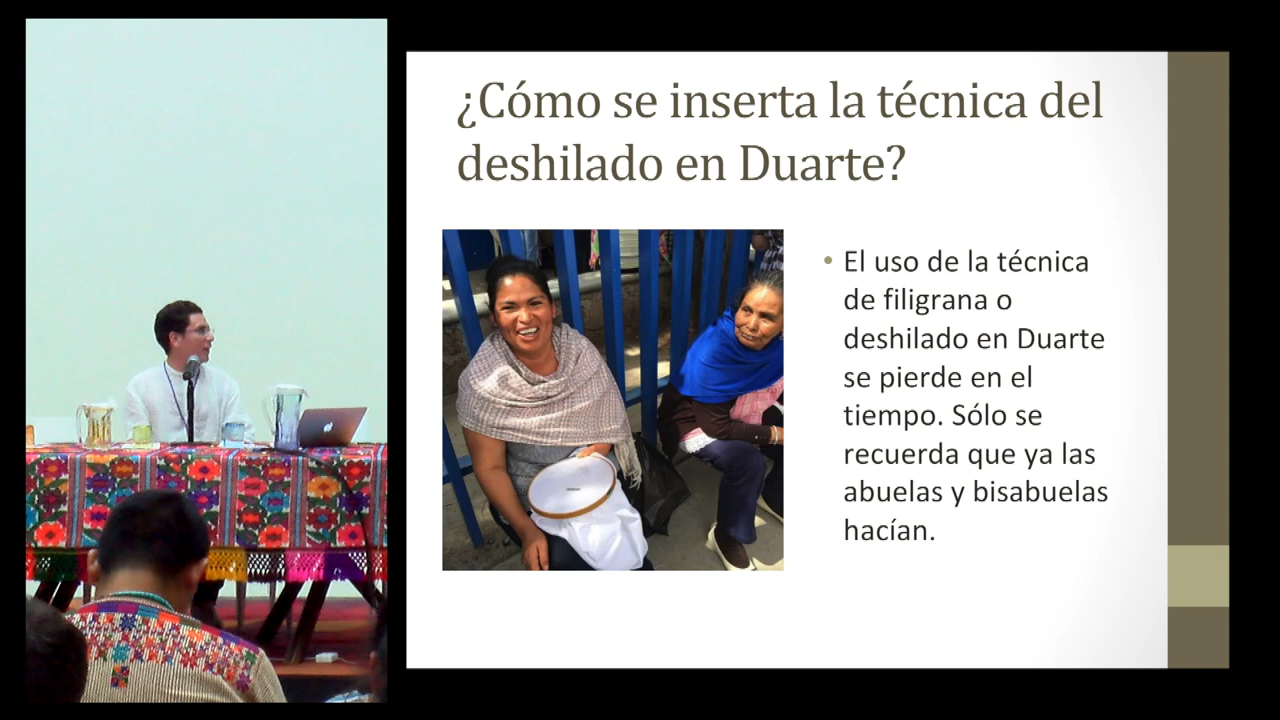 ¿Cómo se inserta la técnica del
deshilado en Duarte?
• El uso de la técnica
de filigrana o
deshilado en Duarte
se pierde en el
tiempo. Sólo se
recuerda que ya las
abuelas y bisabuelas
hacían.